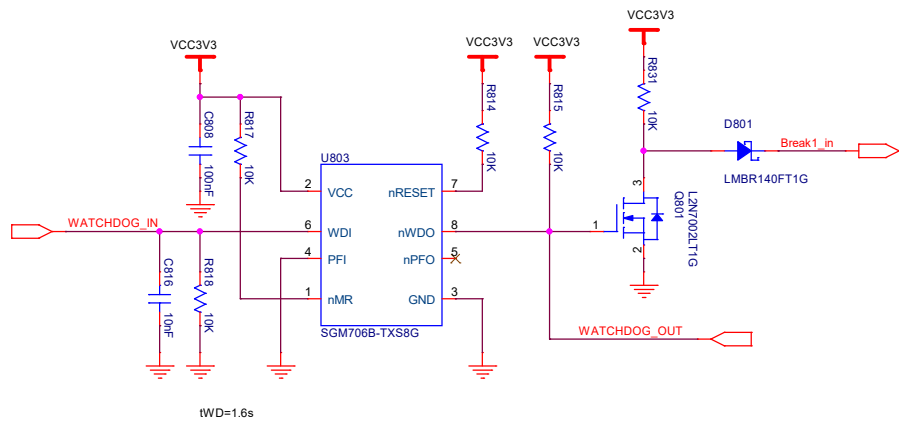 VCC3V3
VCC3V3
VCC3V3
VCC3V3
R831
10K
R814
10K
R815
10K
D801
Break1_in
LMBR140FT1G
C808
100nF
R817
10K
U803
2
VCC
nRESET
7
3
L2N7002LT1G
Q801
WATCHDOG_IN
6
WDI
nWDO
8
1
4
PFI
nPFO
5
2
C816
10nF
R818
10K
1
nMR
GND
3
SGM706B-TXS8G
WATCHDOG_OUT
tWD=1.6s